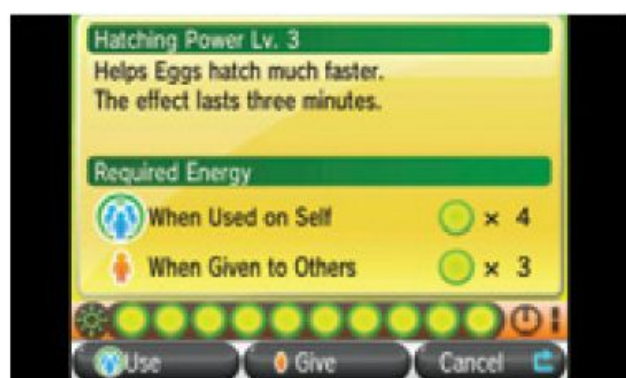 Hatching Power Lv. 3
Helps Eggs hatch much faster.
The effect lasts three minutes.
Required Energy
When Used on Self × 4
When Given to Others × 3
Use Give Cancel